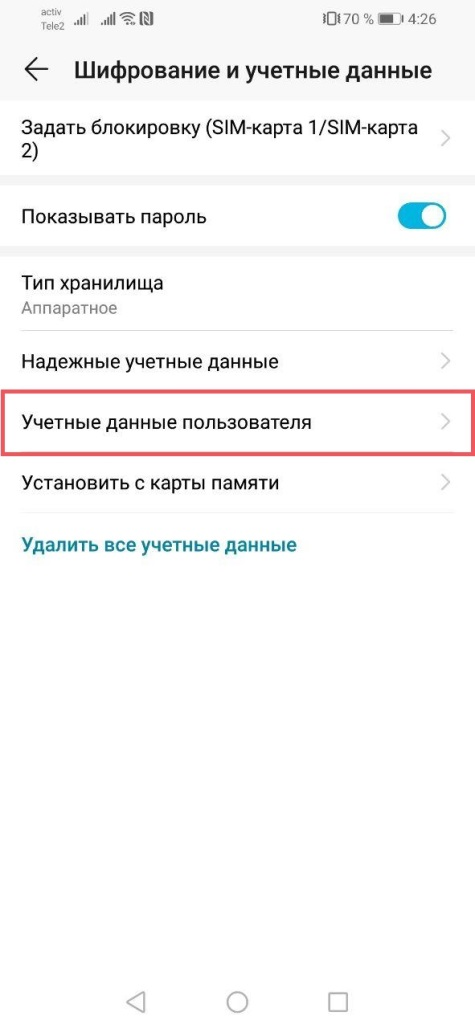 activ
Tele2
70 % 4:26
Шифрование и учетные данные
Задать блокировку (SIM-карта 1/SIM-карта
2)
Показывать пароль
Тип хранилища
Аппаратное
Надежные учетные данные
Учетные данные пользователя
Установить с карты памяти
Удалить все учетные данные